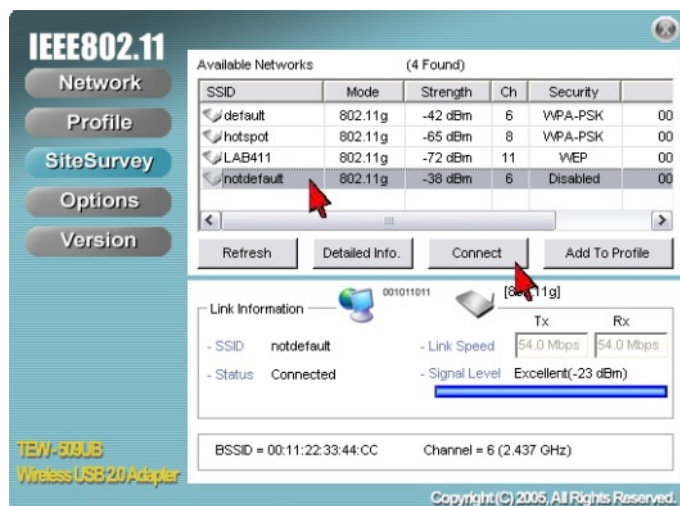 IEEE802.11
Network
Profile
SiteSurvey
Options
Version
Available Networks (4 Found)
SSID Mode Strength Ch Security
default 802.11g -42 dBm 6 WPA-PSK 00
hotspot 802.11g -65 dBm 8 WPA-PSK 00
LAB411 802.11g -72 dBm 11 WEP 00
notdefault 802.11g -38 dBm 6 Disabled 00
Refresh Detailed Info. Connect Add To Profile
001011011
Link Information
Tx Rx
- SSID notdefault - Link Speed 54.0 Mbps 54.0 Mbps
- Status Connected - Signal Level Excellent(-23 dBm)
BSSID = 00:11:22:33:44:CC Channel = 6 (2.437 GHz)
TEW-509UB
Wireless USB 2.0 Adapter
Copyright (C) 2005, All Rights Reserved.